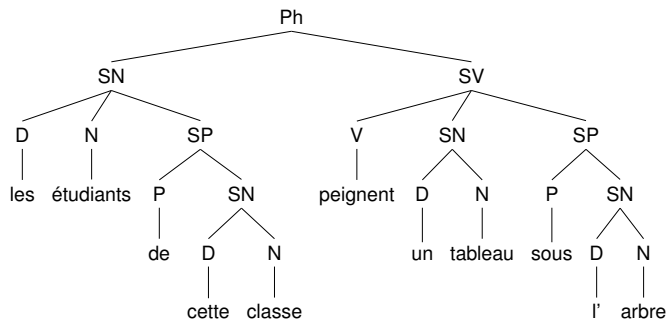 Ph
SN SV
D N SP V SN SP
les étudiants P SN peignent D N P SN
de D N un tableau sous D N
cette classe l' arbre